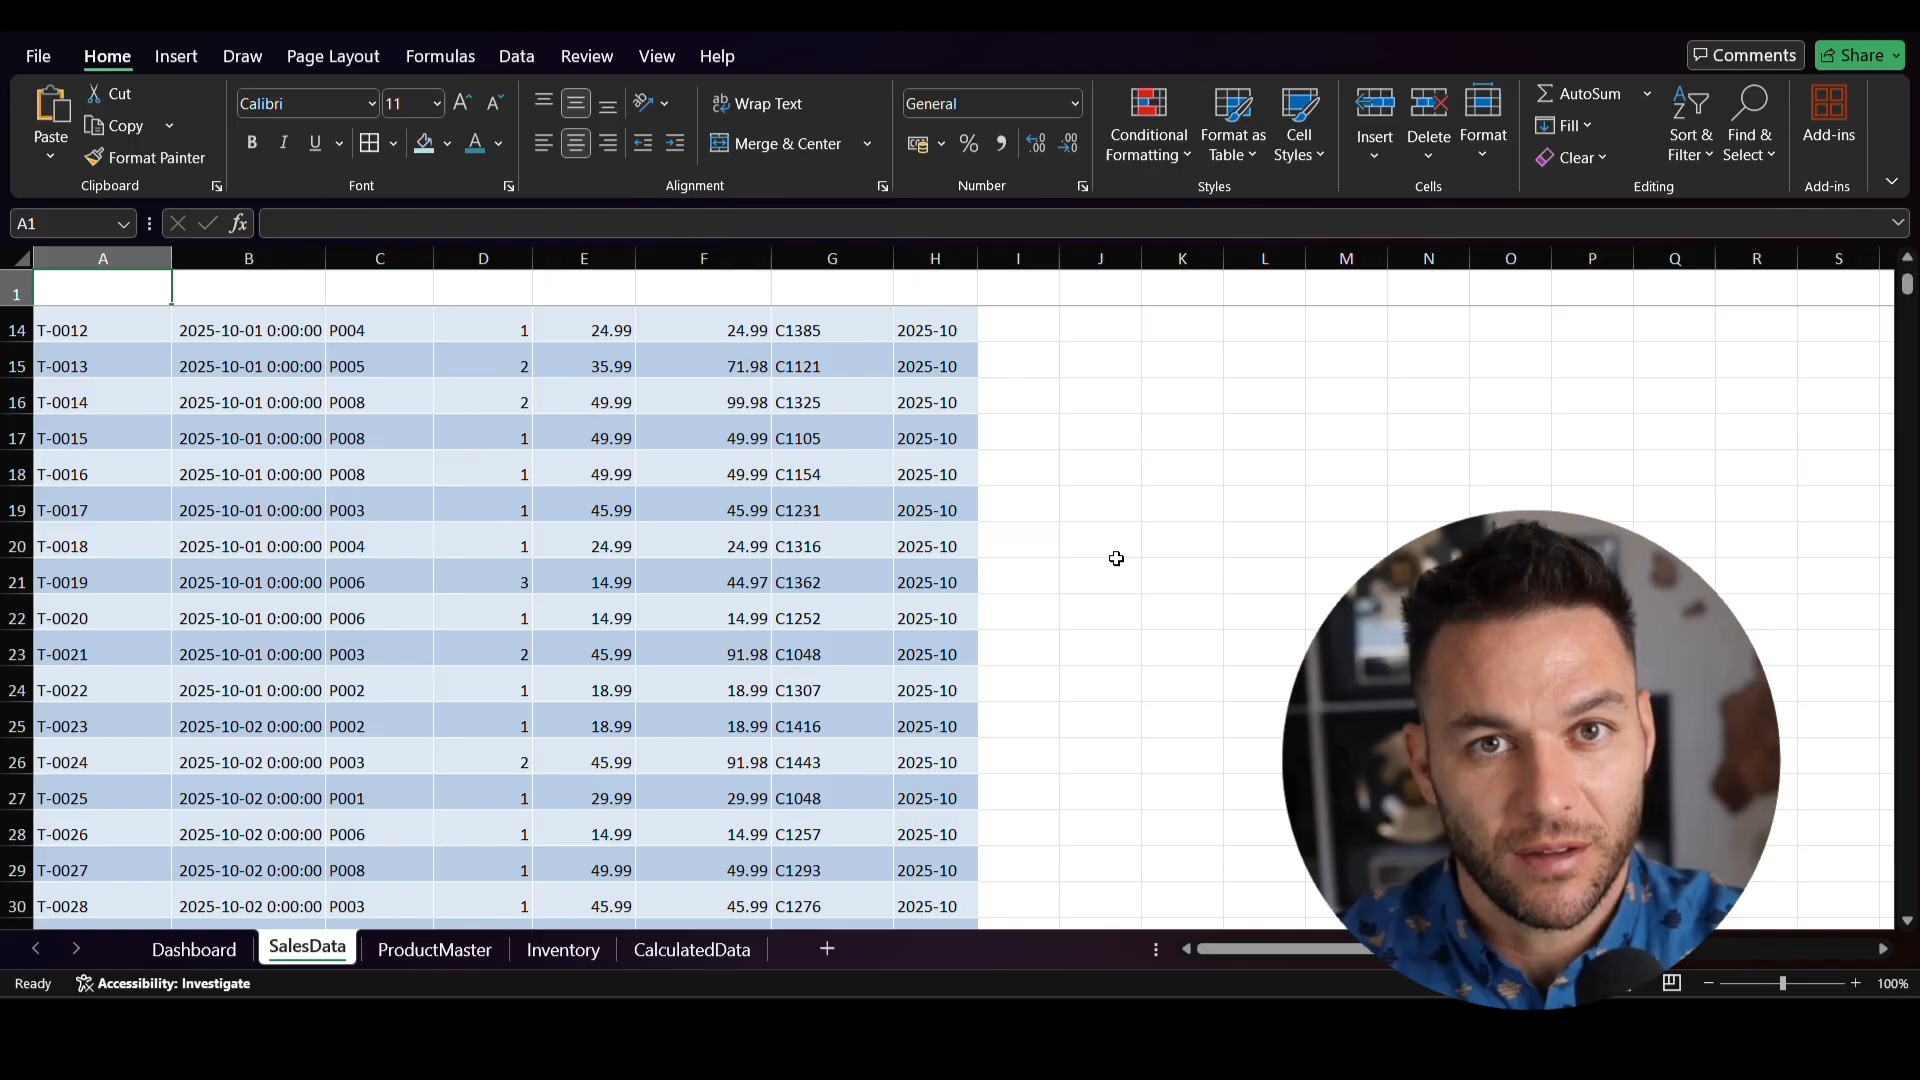 File Home Insert Draw Page Layout Formulas Data Review View Help Comments Share
Paste Cut Copy Format Painter Clipboard
Calibri 11 B I U A Font
Wrap Text Merge & Center Alignment
General % Number
Conditional Formatting Format as Table Cell Styles Styles
Insert Delete Format Cells
AutoSum Fill Clear Sort & Filter Find & Select Editing
Add-ins Add-ins
A1 fx
A B C D E F G H I J K L M N O P Q R S
1
14 T-0012 2025-10-01 0:00:00 P004 1 24.99 24.99 C1385 2025-10
15 T-0013 2025-10-01 0:00:00 P005 2 35.99 71.98 C1121 2025-10
16 T-0014 2025-10-01 0:00:00 P008 2 49.99 99.98 C1325 2025-10
17 T-0015 2025-10-01 0:00:00 P008 1 49.99 49.99 C1105 2025-10
18 T-0016 2025-10-01 0:00:00 P008 1 49.99 49.99 C1154 2025-10
19 T-0017 2025-10-01 0:00:00 P003 1 45.99 45.99 C1231 2025-10
20 T-0018 2025-10-01 0:00:00 P004 1 24.99 24.99 C1316 2025-10
21 T-0019 2025-10-01 0:00:00 P006 3 14.99 44.97 C1362 2025-10
22 T-0020 2025-10-01 0:00:00 P006 1 14.99 14.99 C1252 2025-10
23 T-0021 2025-10-01 0:00:00 P003 2 45.99 91.98 C1048 2025-10
24 T-0022 2025-10-01 0:00:00 P002 1 18.99 18.99 C1307 2025-10
25 T-0023 2025-10-02 0:00:00 P002 1 18.99 18.99 C1416 2025-10
26 T-0024 2025-10-02 0:00:00 P003 2 45.99 91.98 C1443 2025-10
27 T-0025 2025-10-02 0:00:00 P001 1 29.99 29.99 C1048 2025-10
28 T-0026 2025-10-02 0:00:00 P006 1 14.99 14.99 C1257 2025-10
29 T-0027 2025-10-02 0:00:00 P008 1 49.99 49.99 C1293 2025-10
30 T-0028 2025-10-02 0:00:00 P003 1 45.99 45.99 C1276 2025-10
Dashboard SalesData ProductMaster Inventory CalculatedData
Ready Accessibility: Investigate 100%